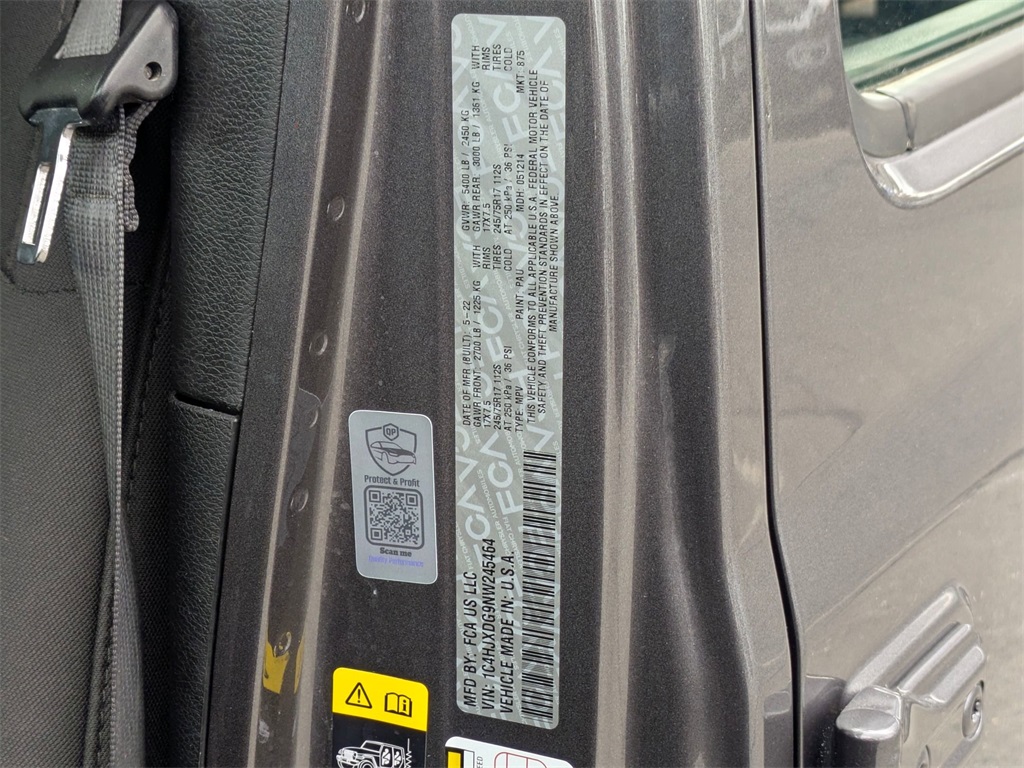 MFD BY: FCA US LLC
VIN: 1C4HJXDG9NW245464
VEHICLE MADE IN: U.S.A.
DATE OF MFR (BUILT): 5-22 GVWR: 5400 LB / 2450 KG
GAWR FRONT: 2700 LB / 1225 KG WITH GAWR REAR: 3000 LB / 1361 KG WITH
17X7.5 RIMS 17X7.5 RIMS
245/75R17 112S TIRES 245/75R17 112S TIRES
AT 250 kPa / 36 PSI COLD AT 250 kPa / 36 PSI COLD
TYPE: MPV PAINT: PAU MDH: 051214 MKT: 875
THIS VEHICLE CONFORMS TO ALL APPLICABLE U.S.A. FEDERAL MOTOR VEHICLE
SAFETY AND THEFT PREVENTION STANDARDS IN EFFECT ON THE DATE OF
MANUFACTURE SHOWN ABOVE.
QP
Protect & Profit
Scan me
Quality Performance